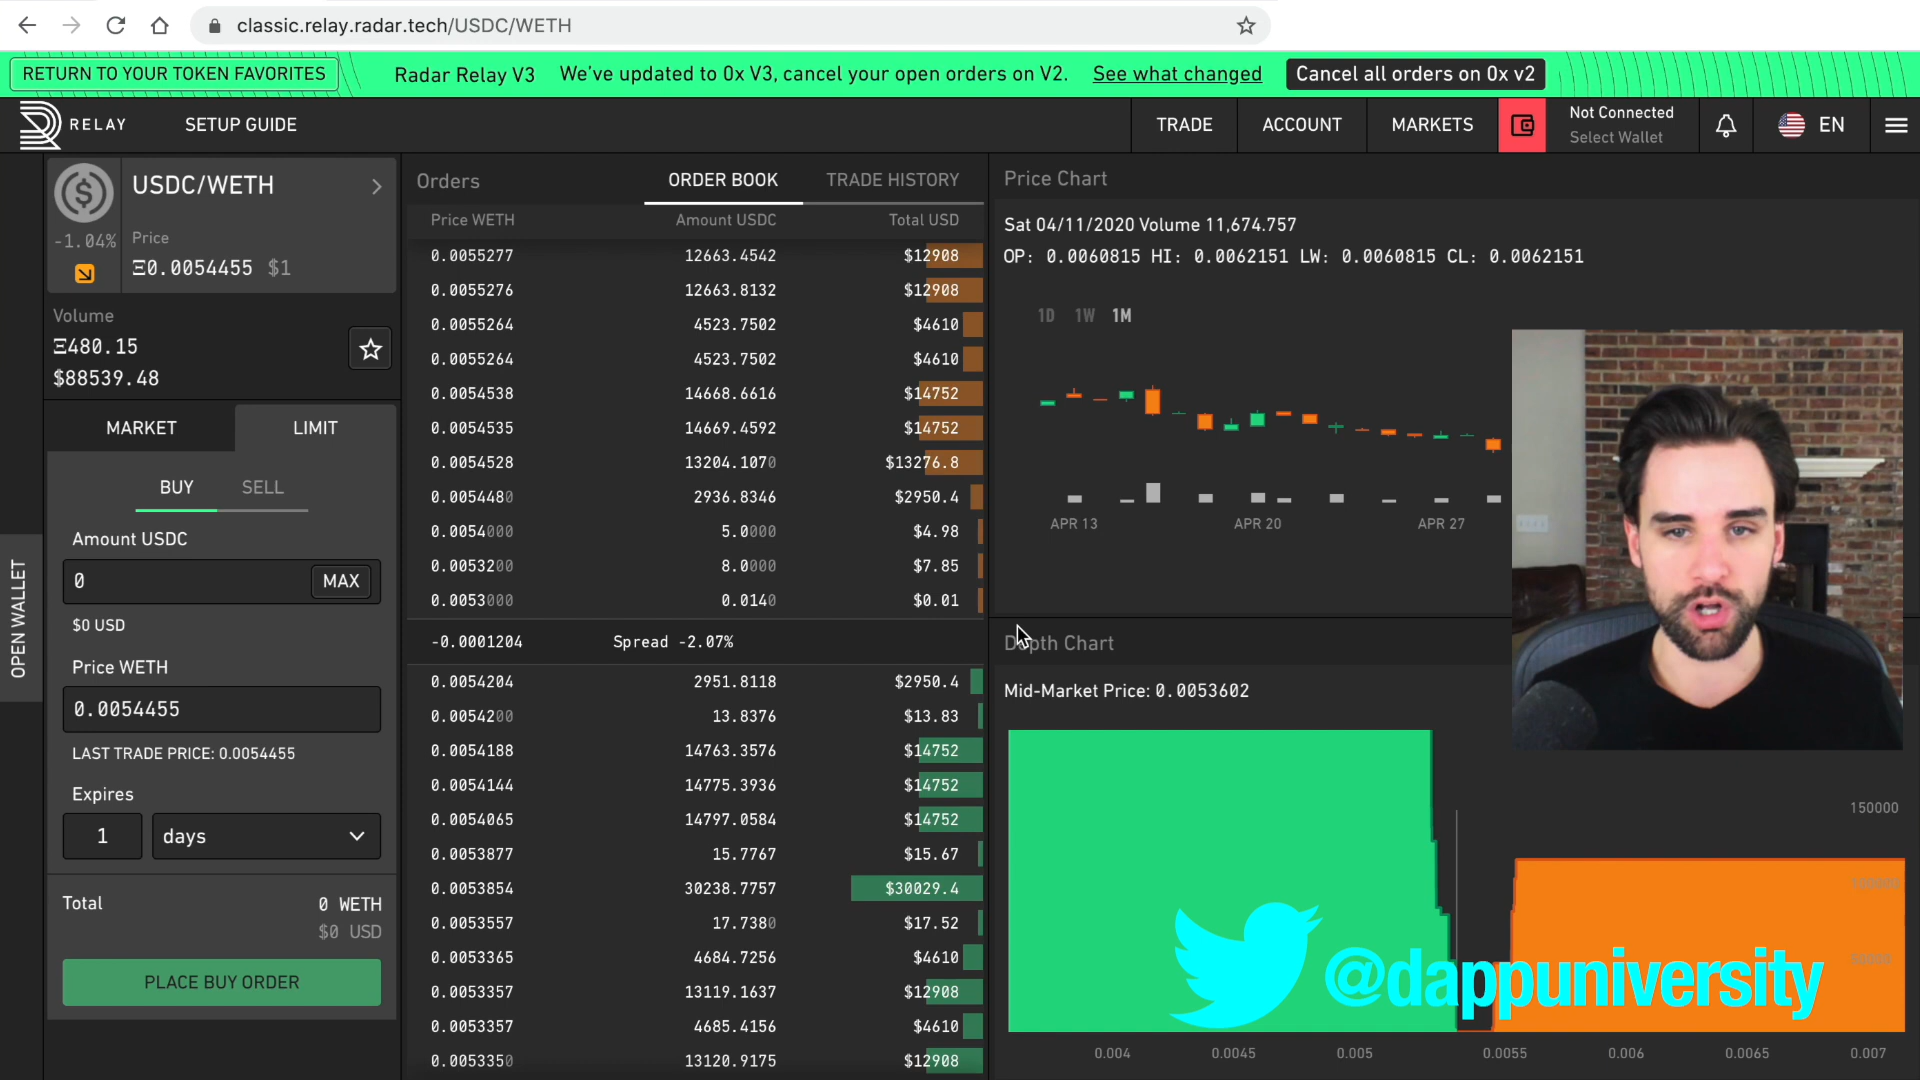 classic.relay.radar.tech/USDC/WETH
RETURN TO YOUR TOKEN FAVORITES
Radar Relay V3 We've updated to 0x V3, cancel your open orders on V2. See what changed Cancel all orders on 0x v2
RELAY
SETUP GUIDE
TRADE
ACCOUNT
MARKETS
Not Connected
Select Wallet
EN
USDC/WETH
-1.04%
Price
Ξ0.0054455 $1
Volume
Ξ480.15
$88539.48
MARKET
LIMIT
BUY
SELL
Amount USDC
0
MAX
$0 USD
Price WETH
0.0054455
LAST TRADE PRICE: 0.0054455
Expires
1
days
Total
0 WETH
$0 USD
PLACE BUY ORDER
OPEN WALLET
Orders
ORDER BOOK
TRADE HISTORY
Price WETH Amount USDC Total USD
0.0055277 12663.4542 $12908
0.0055276 12663.8132 $12908
0.0055264 4523.7502 $4610
0.0055264 4523.7502 $4610
0.0054538 14668.6616 $14752
0.0054535 14669.4592 $14752
0.0054528 13204.1070 $13276.8
0.0054480 2936.8346 $2950.4
0.0054000 5.0000 $4.98
0.0053200 8.0000 $7.85
0.0053000 0.0140 $0.01
-0.0001204 Spread -2.07%
0.0054204 2951.8118 $2950.4
0.0054200 13.8376 $13.83
0.0054188 14763.3576 $14752
0.0054144 14775.3936 $14752
0.0054065 14797.0584 $14752
0.0053877 15.7767 $15.67
0.0053854 30238.7757 $30029.4
0.0053557 17.7380 $17.52
0.0053365 4684.7256 $4610
0.0053357 13119.1637 $12908
0.0053357 4685.4156 $4610
0.0053350 13120.9175 $12908
Price Chart
Sat 04/11/2020 Volume 11,674.757
OP: 0.0060815 HI: 0.0062151 LW: 0.0060815 CL: 0.0062151
1D 1W 1M
APR 13 APR 20 APR 27
Depth Chart
Mid-Market Price: 0.0053602
150000
@dappuniversity
0.004 0.0045 0.005 0.0055 0.006 0.0065 0.007